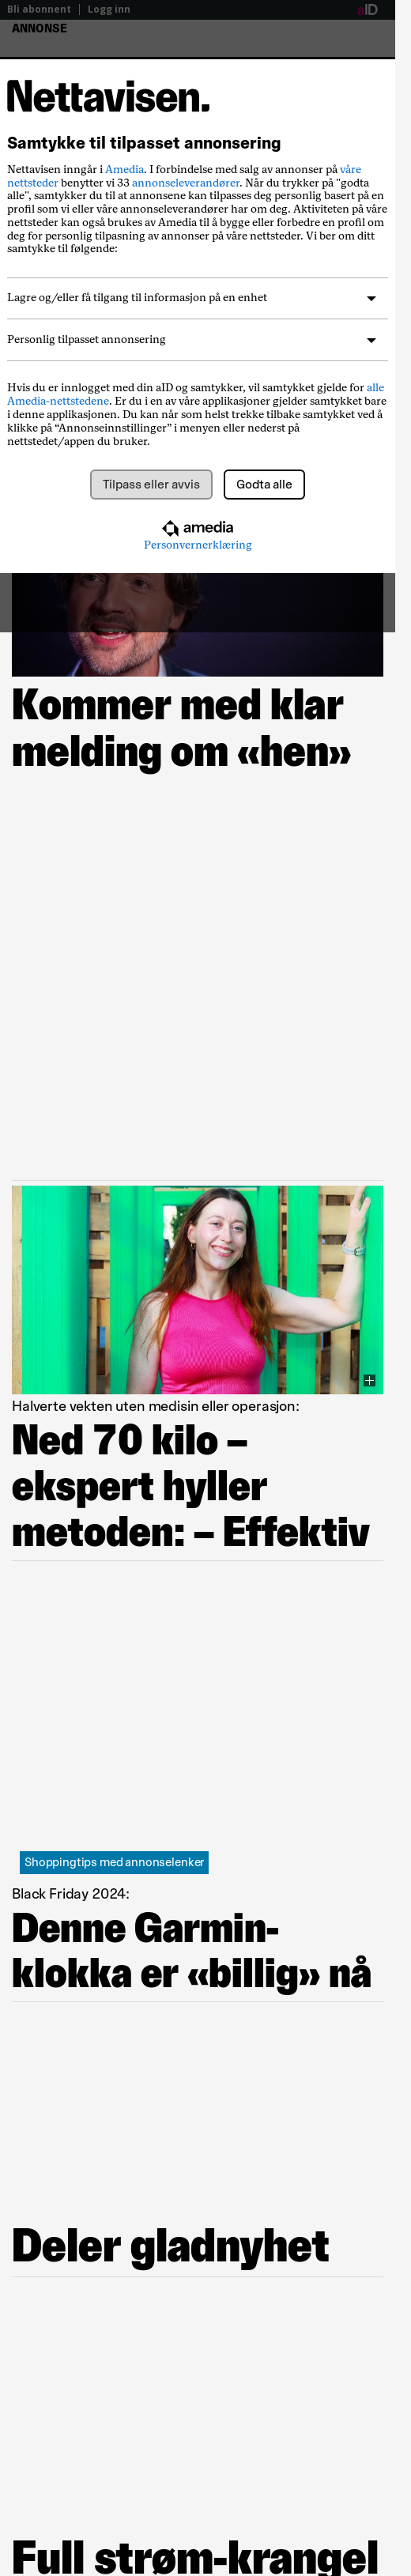 Bli abonnent
Logg inn
aID
ANNONSE
Nettavisen.
Samtykke til tilpasset annonsering
Nettavisen inngår i Amedia. I forbindelse med salg av annonser på våre
nettsteder benytter vi 33 annonseleverandører. Når du trykker på "godta
alle", samtykker du til at annonsene kan tilpasses deg personlig basert på en
profil som vi eller våre annonseleverandører har om deg. Aktiviteten på våre
nettsteder kan også brukes av Amedia til å bygge eller forbedre en profil om
deg for personlig tilpasning av annonser på våre nettsteder. Vi ber om ditt
samtykke til følgende:
Lagre og/eller få tilgang til informasjon på en enhet
Personlig tilpasset annonsering
Hvis du er innlogget med din aID og samtykker, vil samtykket gjelde for alle
Amedia-nettstedene. Er du i en av våre applikasjoner gjelder samtykket bare
i denne applikasjonen. Du kan når som helst trekke tilbake samtykket ved å
klikke på “Annonseinnstillinger” i menyen eller nederst på
nettstedet/appen du bruker.
Tilpass eller avvis
Godta alle
amedia
Personvernerklæring
Kommer med klar
melding om «hen»
Halverte vekten uten medisin eller operasjon:
Ned 70 kilo –
ekspert hyller
metoden: – Effektiv
Shoppingtips med annonselenker
Black Friday 2024:
Denne Garmin-
klokka er «billig» nå
Deler gladnyhet
Full strøm-krangel